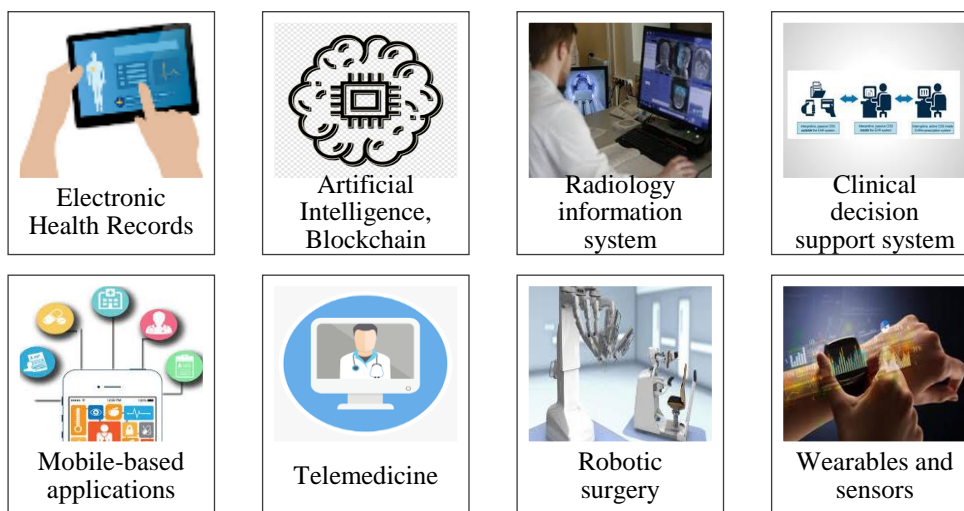 Electronic
Health Records
Artificial
Intelligence,
Blockchain
Radiology
information
system
Clinical
decision
support system
Mobile-based
applications
Telemedicine
Robotic
surgery
Wearables and
sensors